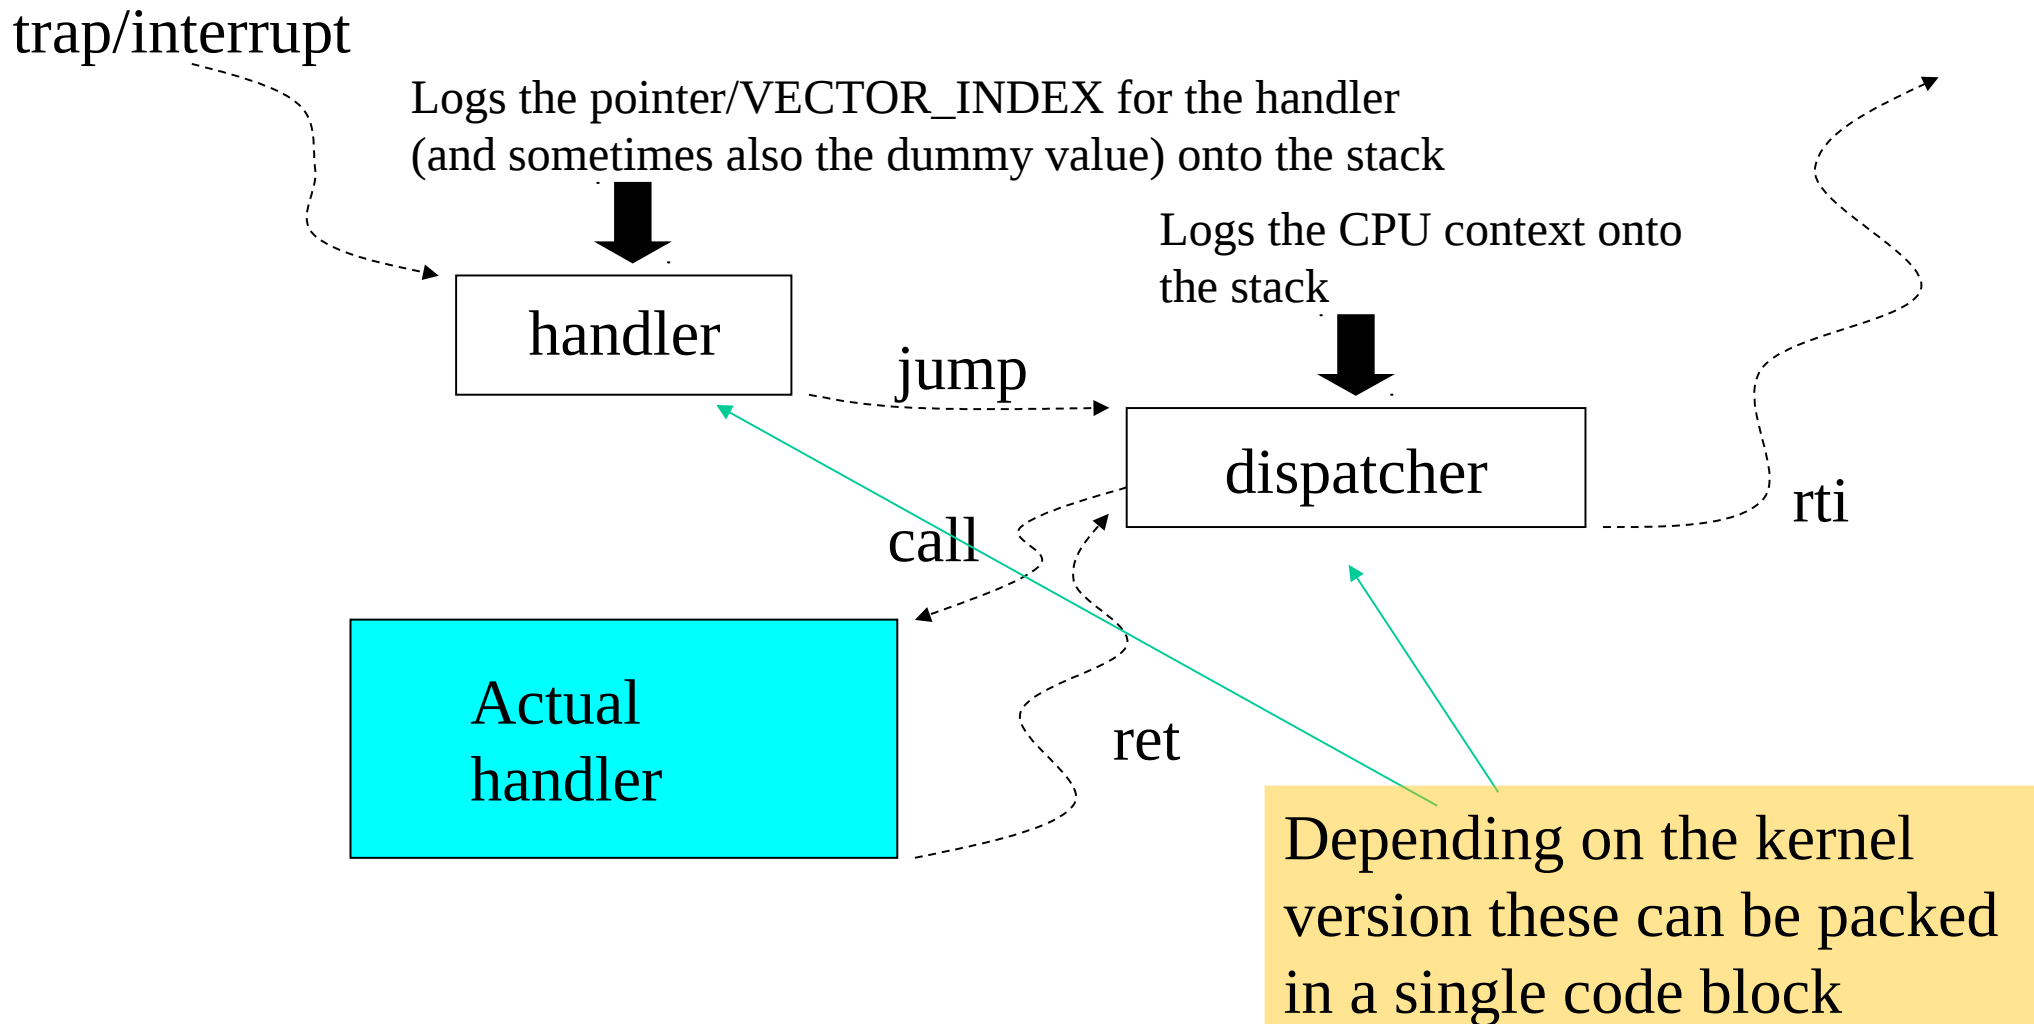 trap/interrupt
Logs the pointer/VECTOR_INDEX for the handler
(and sometimes also the dummy value) onto the stack
Logs the CPU context onto
the stack
handler
jump
dispatcher
rti
call
Actual
handler
ret
Depending on the kernel
version these can be packed
in a single code block